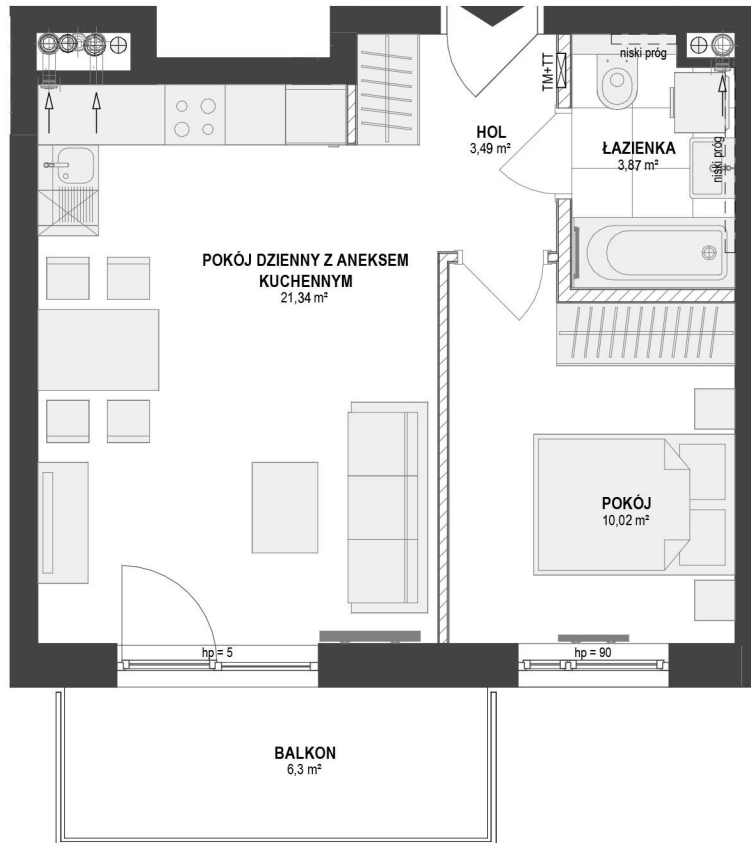 niski próg
TM+TT
HOL
3,49 m²
ŁAZIENKA
3,87 m²
niski próg
POKÓJ DZIENNY Z ANEKSEM
KUCHENNYM
21,34 m²
POKÓJ
10,02 m²
hp = 5
hp = 90
BALKON
6,3 m²